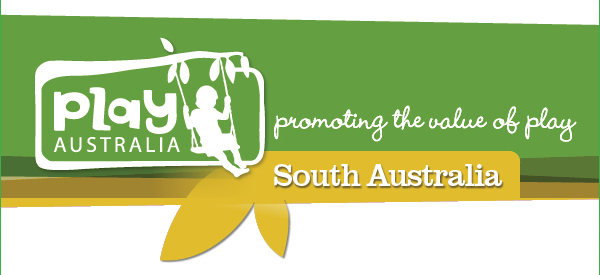 play
AUSTRALIA
promoting the value of play
South Australia